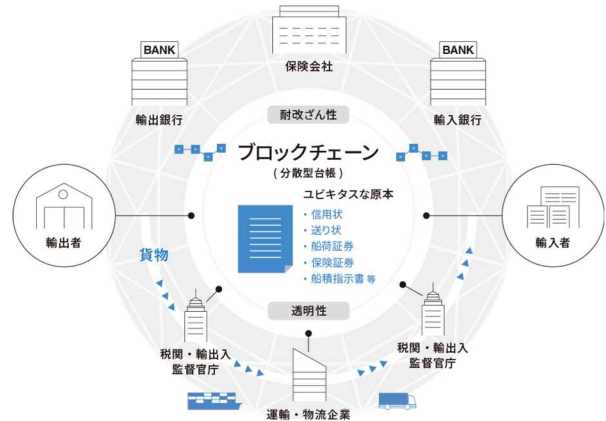 保険会社
BANK
輸出銀行
BANK
輸入銀行
耐改ざん性
ブロックチェーン
(分散型台帳)
ユビキタスな原本
・信用状
・送り状
・船荷証券
・保険証券
・船積指示書 等
輸出者
輸入者
貨物
透明性
税関・輸出入
監督官庁
税関・輸出入
監督官庁
運輸・物流企業